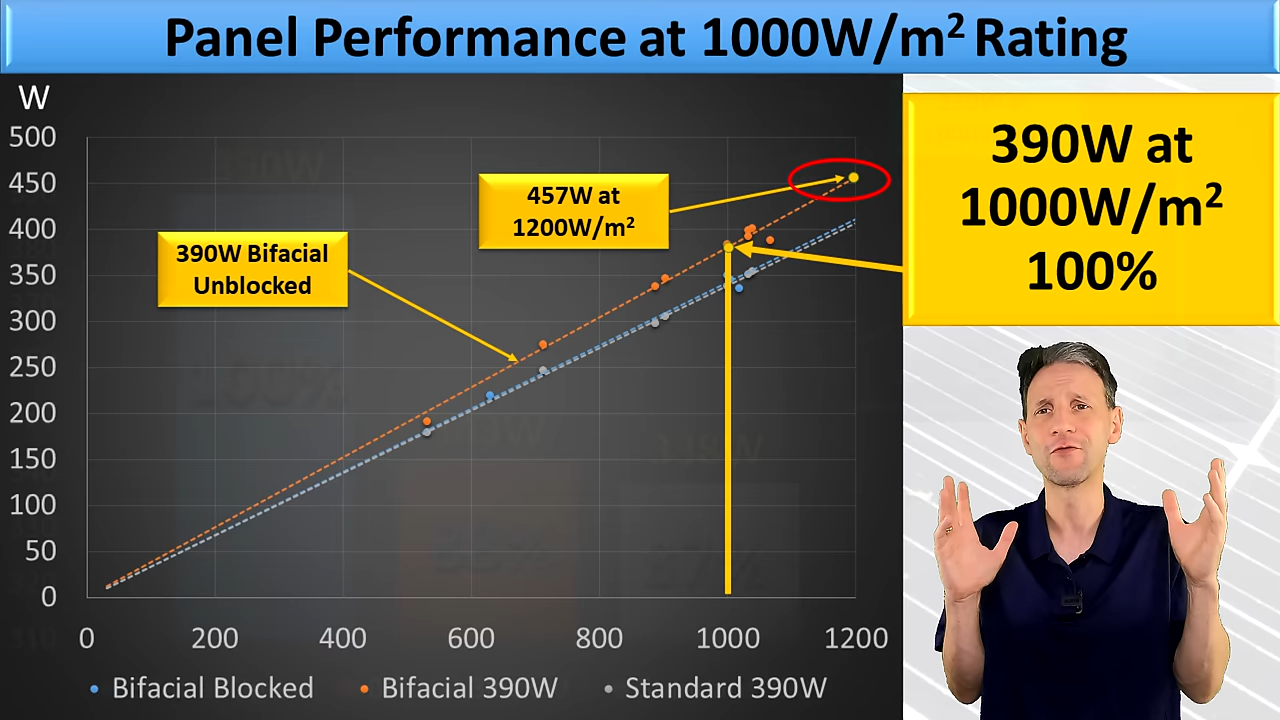 Panel Performance at 1000W/m² Rating
W
500
450
400
350
300
250
200
150
100
50
0
0 200 400 600 800 1000 1200
390W Bifacial
Unblocked
457W at
1200W/m²
390W at
1000W/m²
100%
Bifacial Blocked Bifacial 390W Standard 390W